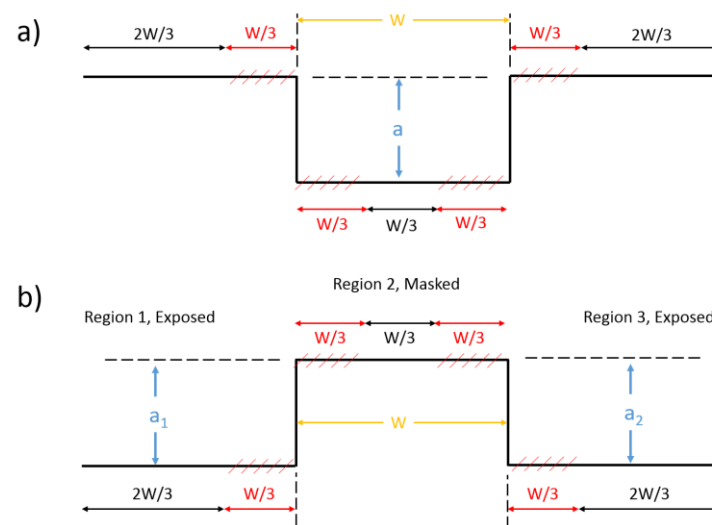 a)
2W/3 W/3 W W/3 2W/3
a
W/3 W/3 W/3
b)
Region 2, Masked
Region 1, Exposed Region 3, Exposed
W/3 W/3 W/3
a1 a2
W
2W/3 W/3 W/3 2W/3